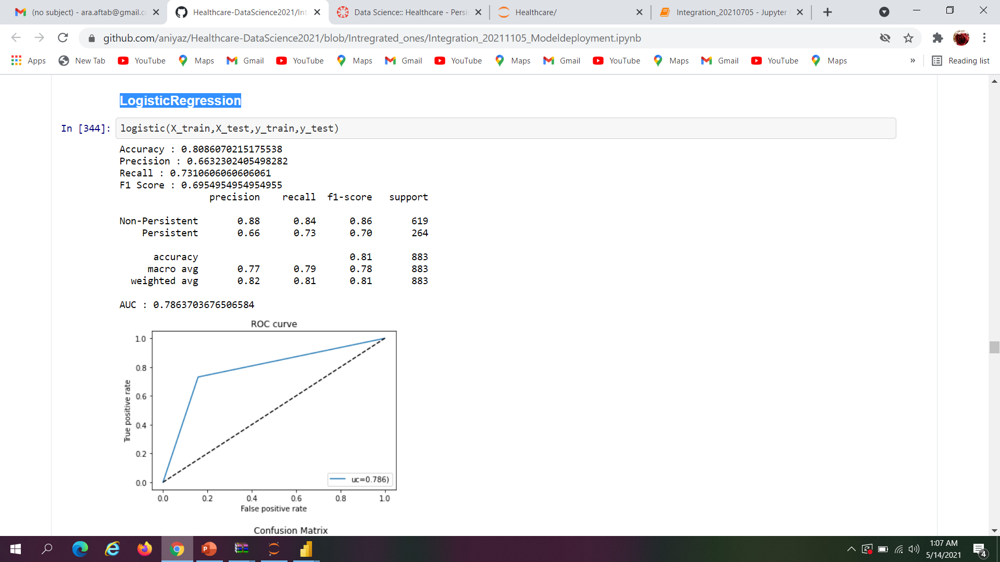 (no subject) - ara.aftab@gmail.c
Healthcare-DataScience2021/Int
Data Science:: Healthcare - Persi
Healthcare/
Integration_20210705 - Jupyter
github.com/aniyaz/Healthcare-DataScience2021/blob/Intregrated_ones/Integration_20211105_Modeldeployment.ipynb
Apps New Tab YouTube Maps Gmail YouTube Maps Gmail YouTube Maps Gmail YouTube Maps Gmail YouTube Maps » Reading list
LogisticRegression
In [344]: logistic(X_train,X_test,y_train,y_test)
Accuracy : 0.8086070215175538
Precision : 0.6632302405498282
Recall : 0.7310606060606061
F1 Score : 0.6954954954954955
precision recall f1-score support
Non-Persistent 0.88 0.84 0.86 619
Persistent 0.66 0.73 0.70 264
accuracy 0.81 883
macro avg 0.77 0.79 0.78 883
weighted avg 0.82 0.81 0.81 883
AUC : 0.7863703676506584
ROC curve
1.0
0.8
0.6
0.4
0.2
0.0
True positive rate
uc=0.786)
0.0 0.2 0.4 0.6 0.8 1.0
False positive rate
Confusion Matrix
1:07 AM
5/14/2021
4